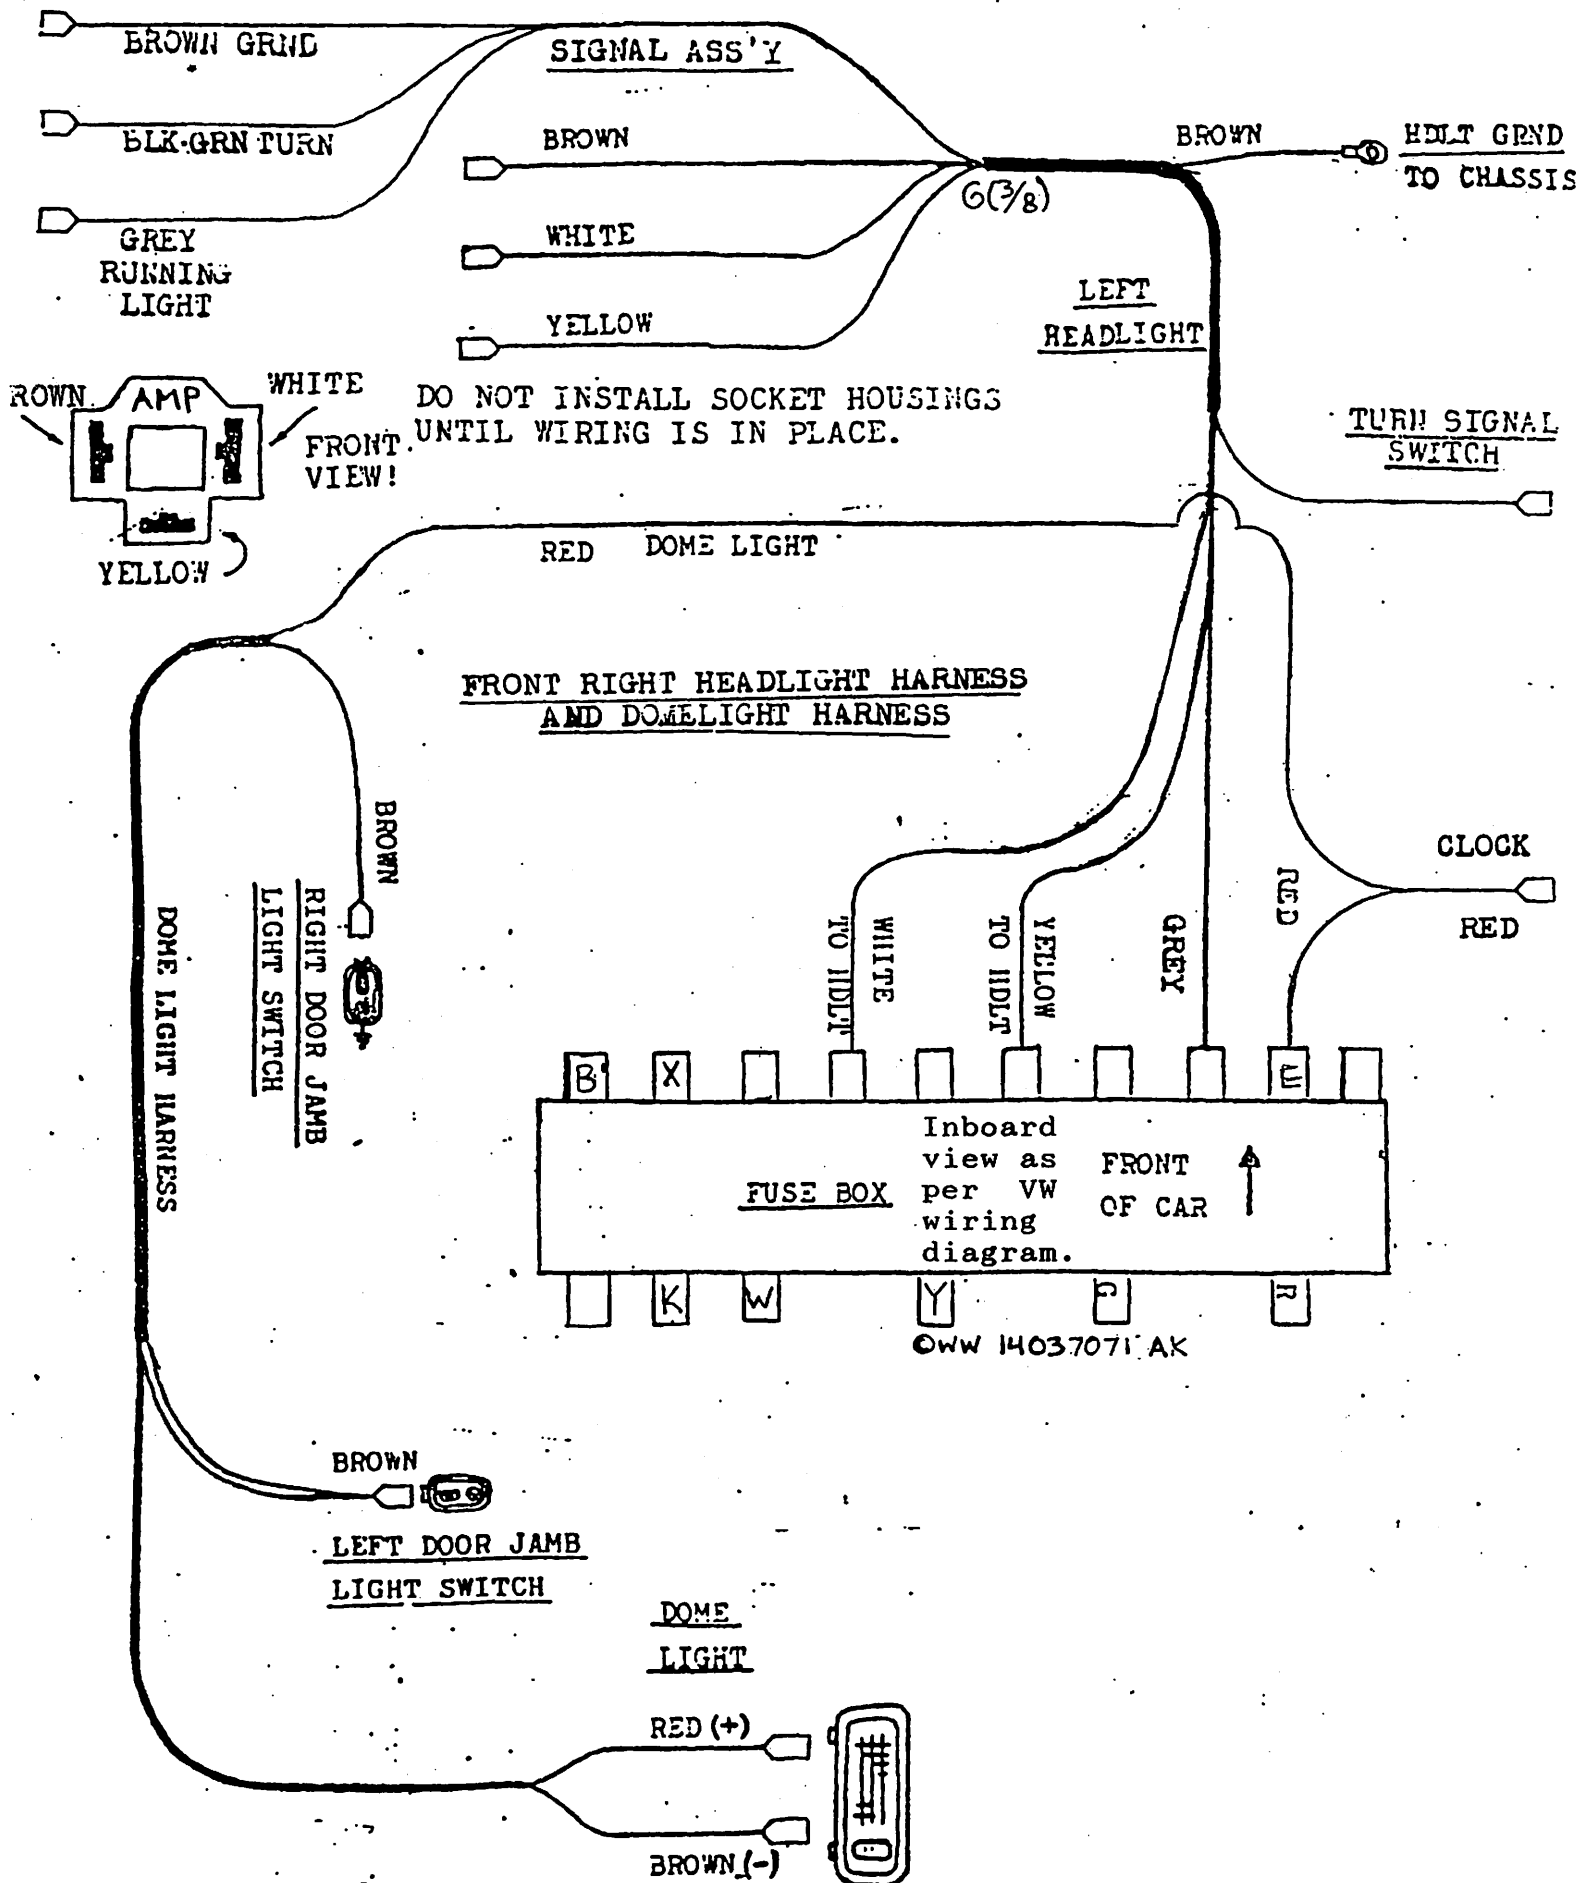 BROWN GRND
SIGNAL ASS'Y
BLK-GRN TURN
BROWN
BROWN
HDLT GRND
TO CHASSIS
6(3/8)
GREY
RUNNING
LIGHT
WHITE
YELLOW
LEFT
HEADLIGHT
ROWN
AMP
WHITE
FRONT
VIEW!
YELLOW
DO NOT INSTALL SOCKET HOUSINGS
UNTIL WIRING IS IN PLACE.
TURN SIGNAL
SWITCH
RED DOME LIGHT
FRONT RIGHT HEADLIGHT HARNESS
AND DOMELIGHT HARNESS
BROWN
RIGHT DOOR JAMB
LIGHT SWITCH
DOME LIGHT HARNESS
WHITE
TO HDLT
YELLOW
TO HDLT
GREY
RED
CLOCK
RED
B
X
E
FUSE BOX
Inboard
view as
per VW
wiring
diagram.
FRONT
OF CAR
K
W
Y
G
R
©WW 14037071 AK
BROWN
LEFT DOOR JAMB
LIGHT SWITCH
DOME
LIGHT
RED (+)
BROWN (-)